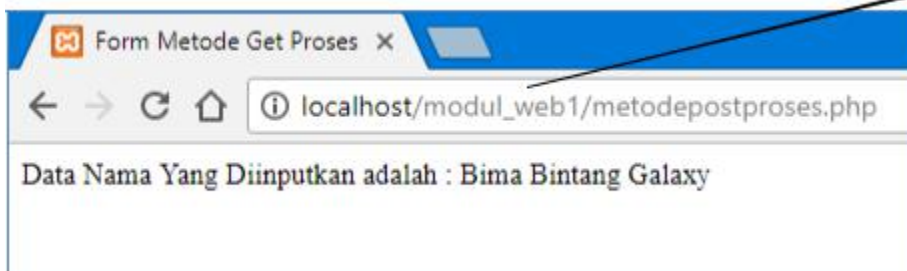 Form Metode Get Proses
localhost/modul_web1/metodepostproses.php
Data Nama Yang Diinputkan adalah : Bima Bintang Galaxy